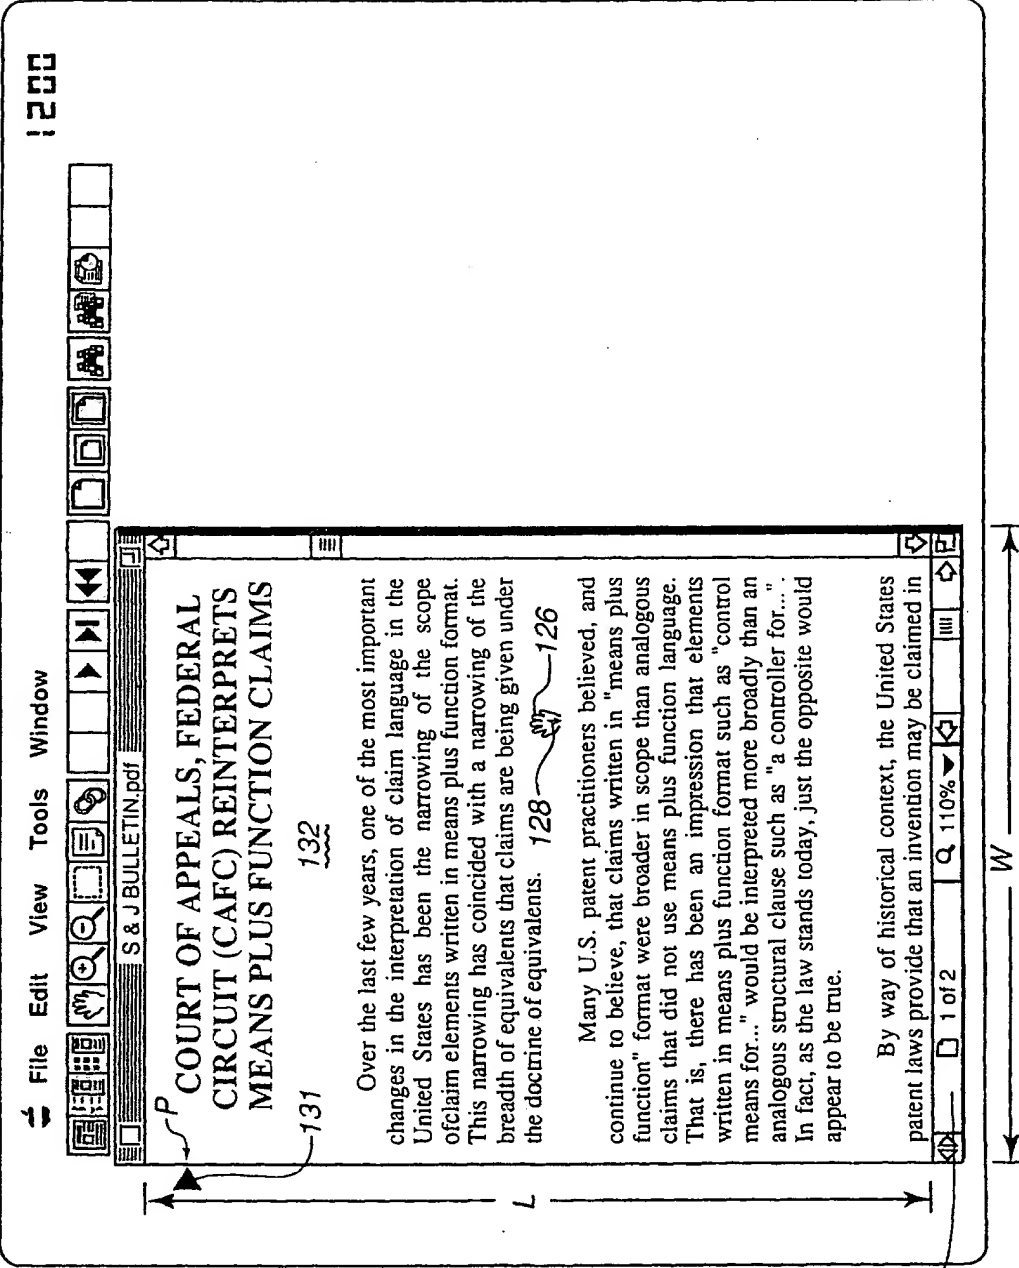 1200
File Edit View Tools Window
S & J BULLETIN.pdf
P
COURT OF APPEALS, FEDERAL
CIRCUIT (CAFC) REINTERPRETS
MEANS PLUS FUNCTION CLAIMS
131
132
Over the last few years, one of the most important
changes in the interpretation of claim language in the
United States has been the narrowing of the scope
ofclaim elements written in means plus function format.
This narrowing has coincided with a narrowing of the
breadth of equivalents that claims are being given under
the doctrine of equivalents.
128
126
Many U.S. patent practitioners believed, and
continue to believe, that claims written in "means plus
function" format were broader in scope than analogous
claims that did not use means plus function language.
That is, there has been an impression that elements
written in means plus function format such as "control
means for..." would be interpreted more broadly than an
analogous structural clause such as "a controller for...".
In fact, as the law stands today, just the opposite would
appear to be true.
By way of historical context, the United States
patent laws provide that an invention may be claimed in
1 of 2
110%
L
W